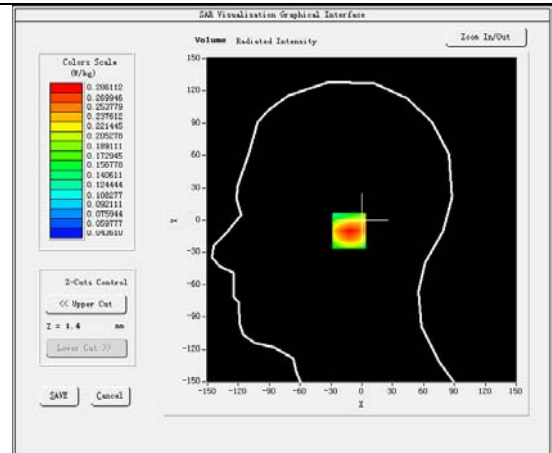 SAR Visualisation Graphical Interface
Volume Radiated Intensity
Zoom In/Out
Colors Scale
(W/kg)
0.286112
0.269946
0.253779
0.237612
0.221445
0.205278
0.189111
0.172945
0.156778
0.140611
0.124444
0.108277
0.092111
0.075944
0.059777
0.043610
150
120
90
60
30
0
-30
-60
-90
-120
-150
Y
-150 -120 -90 -60 -30 0 30 60 90 120 150
X
Z-Cuts Control
<< Upper Cut
Z = 1.4 mm
Lower Cut >>
SAVE Cancel